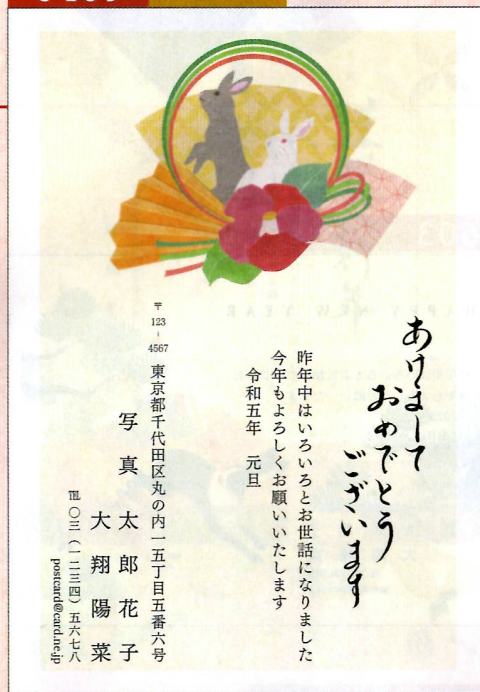 あけまして
おめでとう
ございます
昨年中はいろいろとお世話になりました
今年もよろしくお願いいたします
令和五年　元旦
〒123-4567
東京都千代田区丸の内一五丁目五番六号
写真　太郎花子
大翔陽菜
℡〇三（一二三四）五六七八
postcard@card.ne.jp